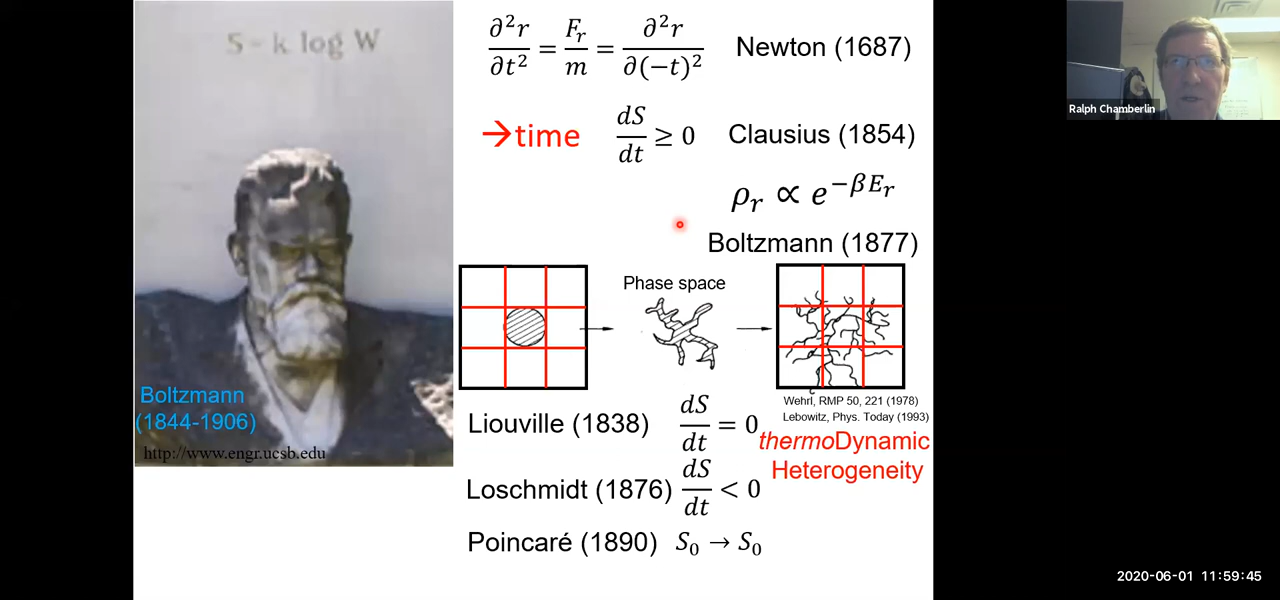 S = k log W
∂²r/∂t² = F_r/m = ∂²r/∂(−t)² Newton (1687)
→time dS/dt ≥ 0 Clausius (1854)
ρ_r ∝ e^{−βE_r}
Boltzmann (1877)
Phase space
Boltzmann
(1844-1906)
http://www.engr.ucsb.edu
Wehrl, RMP 50, 221 (1978)
Lebowitz, Phys. Today (1993)
Liouville (1838) dS/dt = 0
thermoDynamic
Heterogeneity
Loschmidt (1876) dS/dt < 0
Poincaré (1890) S₀ → S₀
Ralph Chamberlin
2020-06-01 11:59:45